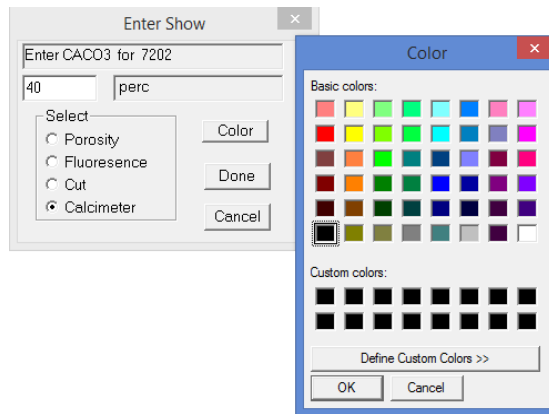 Enter Show
Enter CACO3 for 7202
40 perc
Select
Porosity
Fluoresence
Cut
Calcimeter
Color
Done
Cancel
Color
Basic colors:
Custom colors:
Define Custom Colors >>
OK Cancel